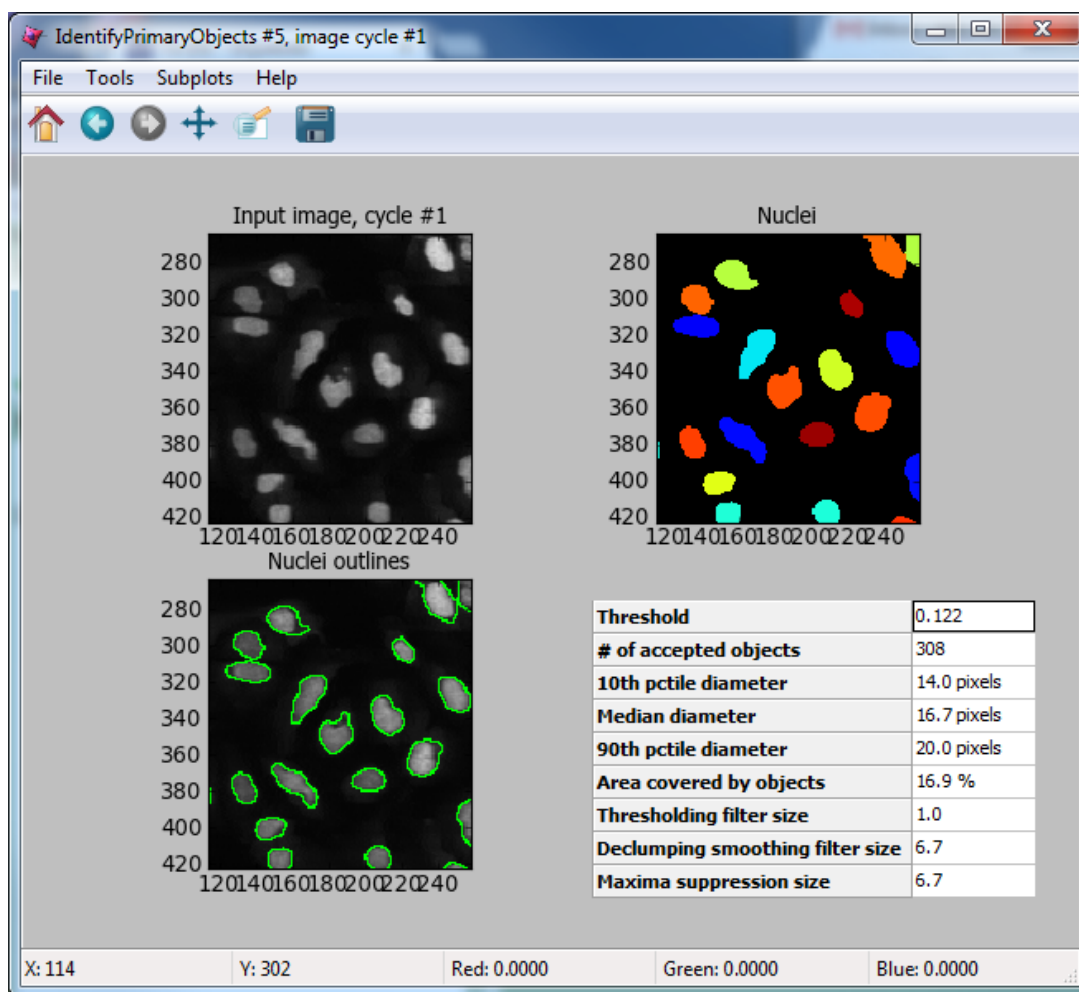 IdentifyPrimaryObjects #5, image cycle #1
File Tools Subplots Help
Input image, cycle #1
280
300
320
340
360
380
400
420
120140160180200220240
Nuclei
280
300
320
340
360
380
400
420
120140160180200220240
Nuclei outlines
280
300
320
340
360
380
400
420
120140160180200220240
Threshold 0.122
# of accepted objects 308
10th pctile diameter 14.0 pixels
Median diameter 16.7 pixels
90th pctile diameter 20.0 pixels
Area covered by objects 16.9 %
Thresholding filter size 1.0
Declumping smoothing filter size 6.7
Maxima suppression size 6.7
X: 114 Y: 302 Red: 0.0000 Green: 0.0000 Blue: 0.0000